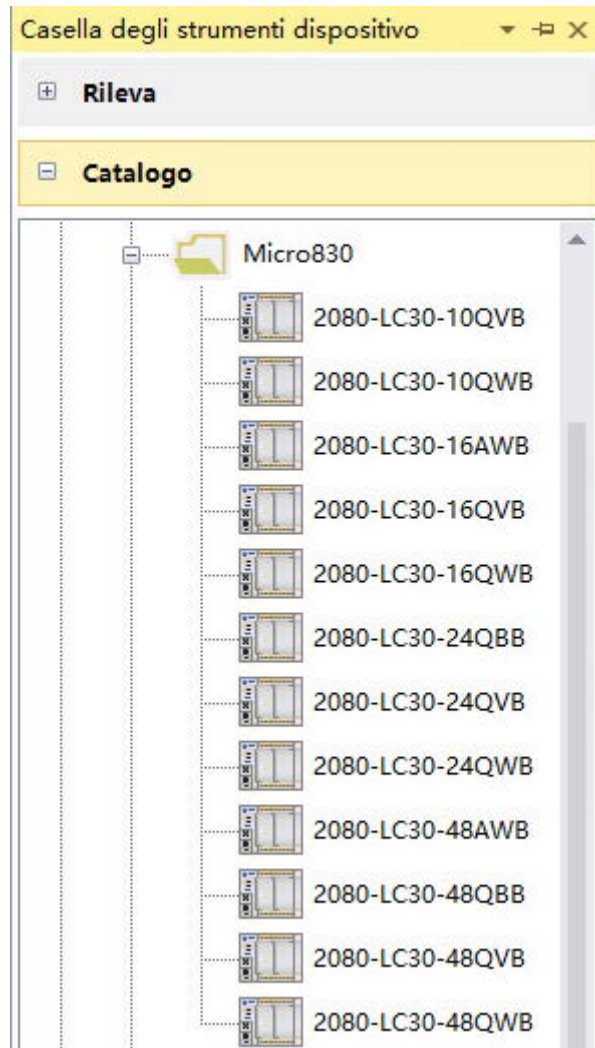 Casella degli strumenti dispositivo
Rileva
Catalogo
Micro830
2080-LC30-10QVB
2080-LC30-10QWB
2080-LC30-16AWB
2080-LC30-16QVB
2080-LC30-16QWB
2080-LC30-24QBB
2080-LC30-24QVB
2080-LC30-24QWB
2080-LC30-48AWB
2080-LC30-48QBB
2080-LC30-48QVB
2080-LC30-48QWB